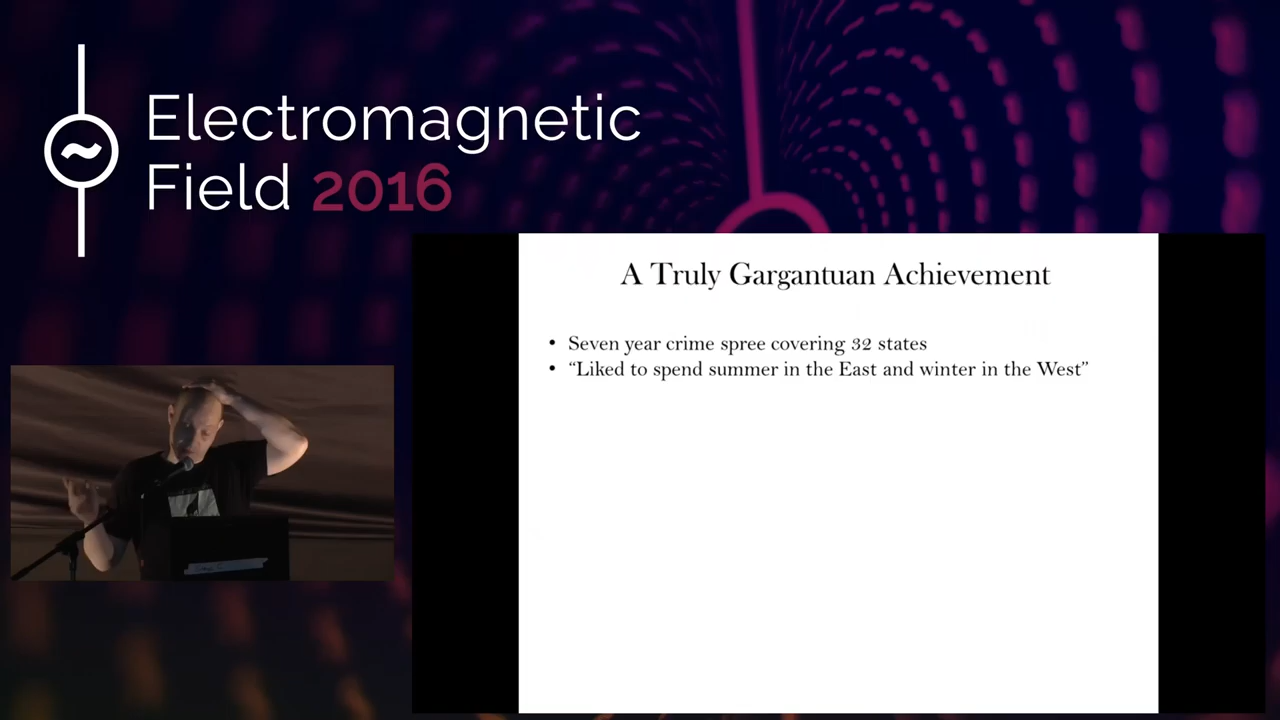 Electromagnetic
Field 2016
A Truly Gargantuan Achievement
• Seven year crime spree covering 32 states
• “Liked to spend summer in the East and winter in the West”